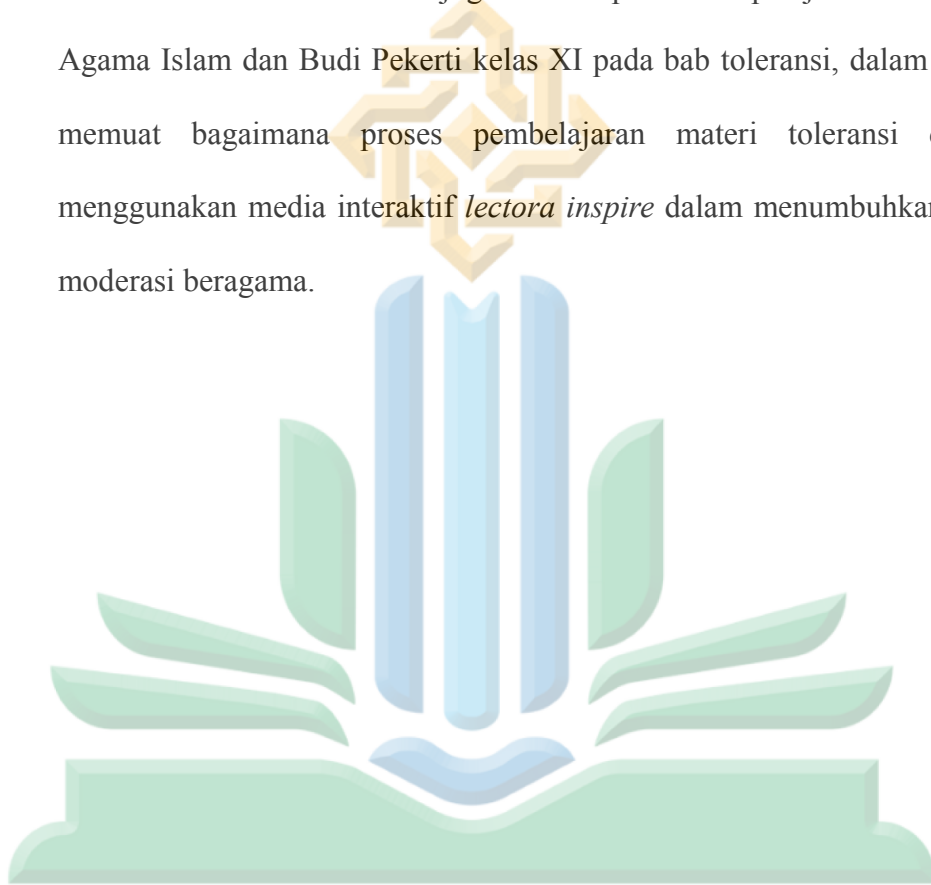 Agama Islam dan Budi Pekerti kelas XI pada bab toleransi, dalam
memuat bagaimana proses pembelajaran materi toleransi
menggunakan media interaktif lectora inspire dalam menumbuhkan
moderasi beragama.